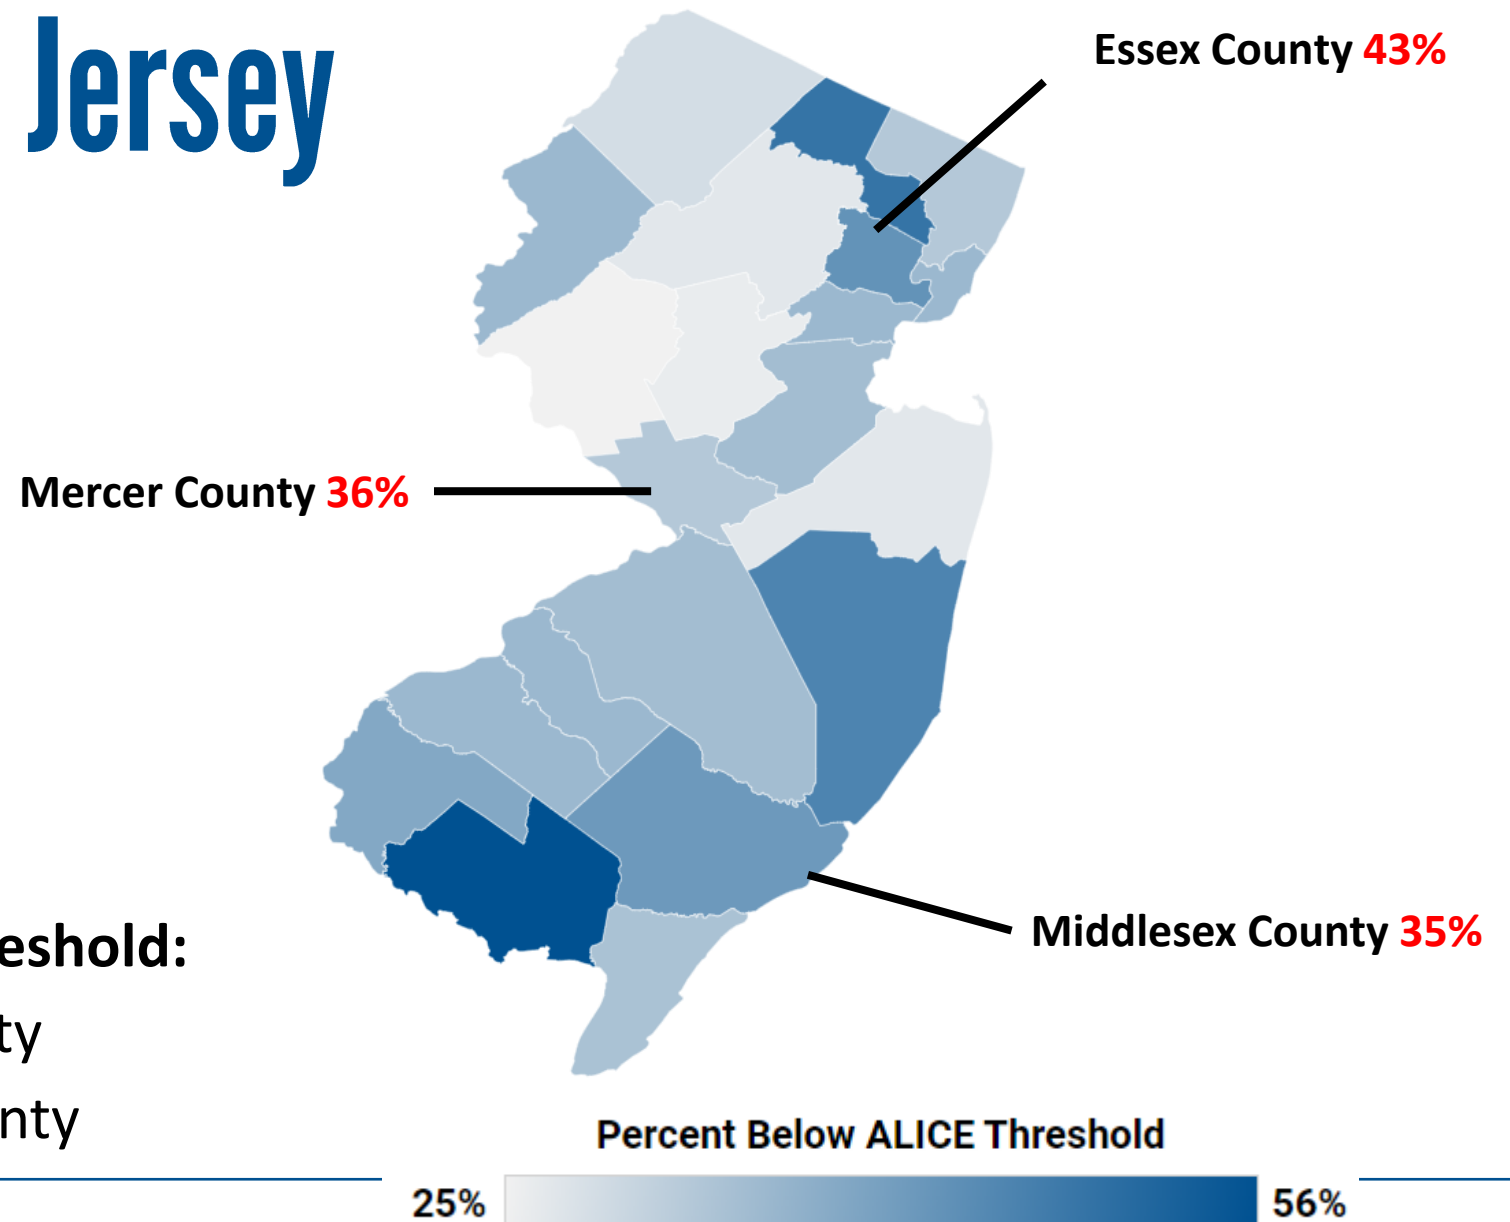 Jersey
Essex County 43%
Mercer County 36%
Middlesex County 35%
eshold:
ty
nty
Percent Below ALICE Threshold
25% 56%